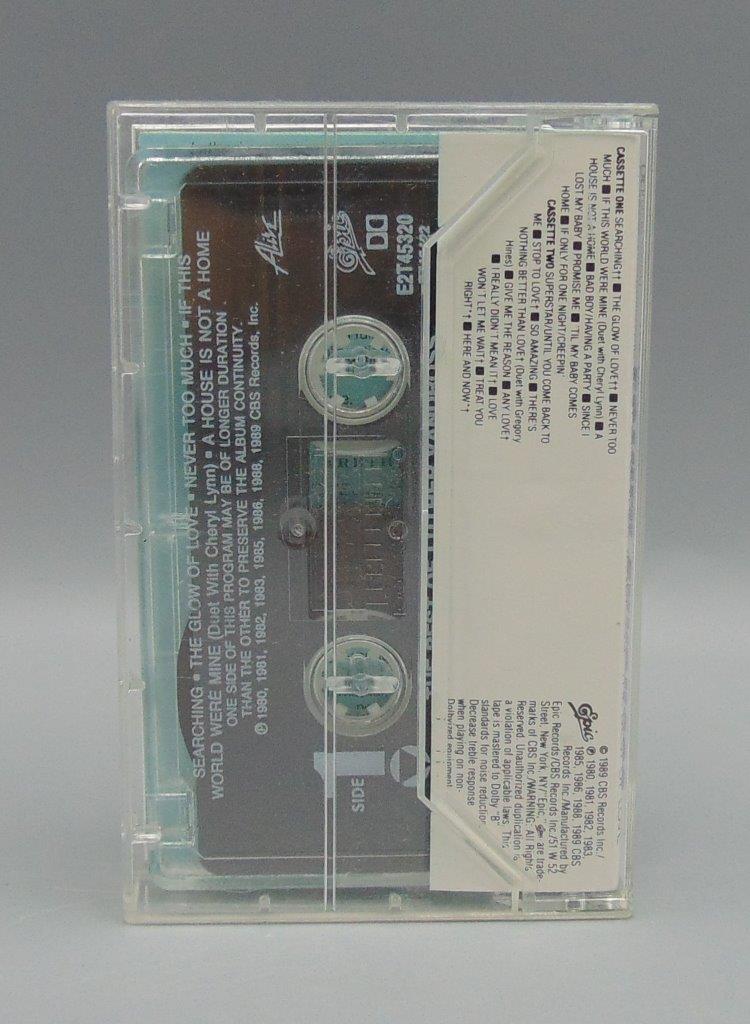 CASSETTE ONE SEARCHING†† ■ THE GLOW OF LOVE†† ■ NEVER TOO
MUCH ■ IF THIS WORLD WERE MINE (Duet with Cheryl Lynn) ■ A
HOUSE IS NOT A HOME ■ BAD BOY/HAVING A PARTY ■ SINCE I
LOST MY BABY ■ PROMISE ME ■ 'TIL MY BABY COMES
HOME ■ IF ONLY FOR ONE NIGHT/CREEPIN'
CASSETTE TWO SUPERSTAR/UNTIL YOU COME BACK TO
ME ■ STOP TO LOVE† ■ SO AMAZING ■ THERE'S
NOTHING BETTER THAN LOVE† (Duet with Gregory
Hines) ■ GIVE ME THE REASON ■ ANY LOVE†
■ I REALLY DIDN'T MEAN IT† ■ LOVE
WON'T LET ME WAIT† ■ TREAT YOU
RIGHT*† ■ HERE AND NOW*†
Epic
© 1989 CBS Records Inc./
℗ 1980, 1981, 1982, 1983,
1985, 1986, 1988, 1989 CBS
Records Inc./Manufactured by
Epic Records/CBS Records Inc./51 W. 52
Street, New York, NY/"Epic," are trade-
marks of CBS Inc./WARNING: All Rights
Reserved. Unauthorized duplication is
a violation of applicable laws. This
tape is mastered to Dolby "B"
standards for noise reduction.
Decrease treble response
when playing on non-
Dolbyized equipment.
Alive
Epic
E2T45320
SIDE 1
SEARCHING • THE GLOW OF LOVE • NEVER TOO MUCH • IF THIS
WORLD WERE MINE (Duet With Cheryl Lynn) • A HOUSE IS NOT A HOME
ONE SIDE OF THIS PROGRAM MAY BE OF LONGER DURATION
THAN THE OTHER TO PRESERVE THE ALBUM CONTINUITY.
℗ 1980, 1981, 1982, 1983, 1985, 1986, 1988, 1989 CBS Records, Inc.